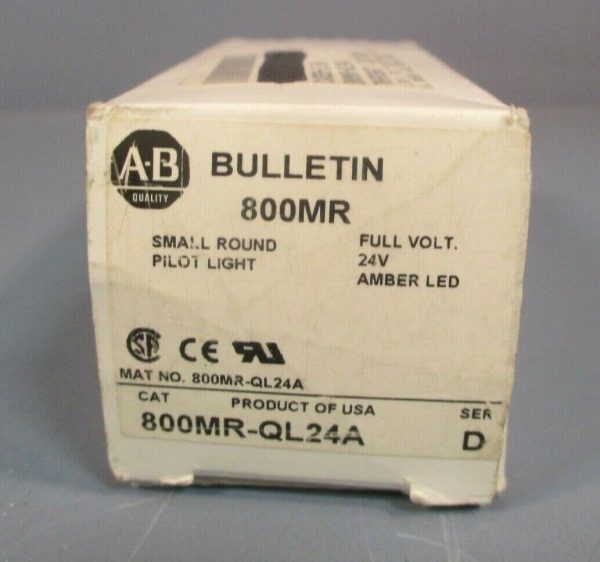 A-B
QUALITY
BULLETIN
800MR
SMALL ROUND
PILOT LIGHT
FULL VOLT.
24V
AMBER LED
CE
MAT NO. 800MR-QL24A
CAT
PRODUCT OF USA
SER
800MR-QL24A
D